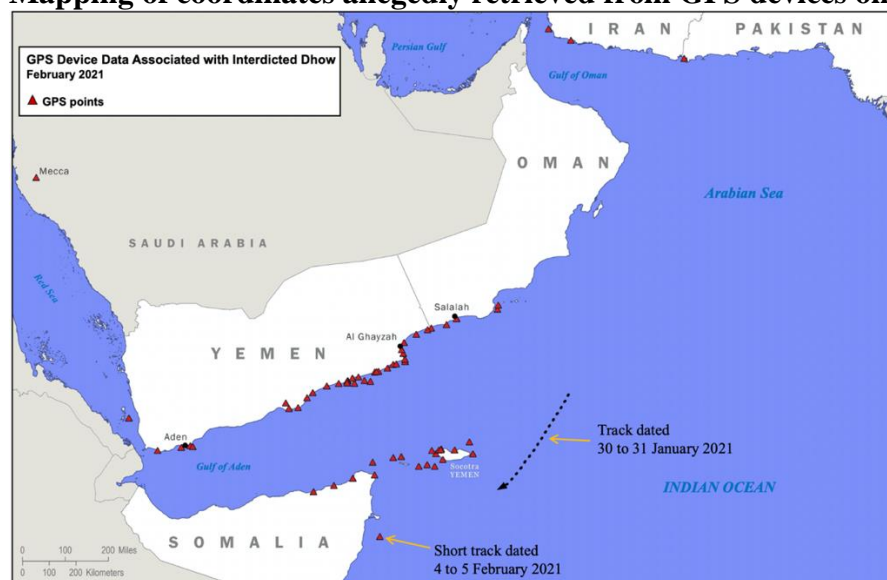 Mapping of coordinates allegedly retrieved from GPS devices on
GPS Device Data Associated with Interdicted Dhow
February 2021
GPS points
Persian Gulf
IRAN
PAKISTAN
Gulf of Oman
Mecca
OMAN
Arabian Sea
SAUDI ARABIA
Red Sea
Salalah
Al Ghayzah
YEMEN
Aden
Track dated
30 to 31 January 2021
Gulf of Aden
Socotra
YEMEN
INDIAN OCEAN
SOMALIA
Short track dated
4 to 5 February 2021
0 100 200 Miles
0 100 200 Kilometers